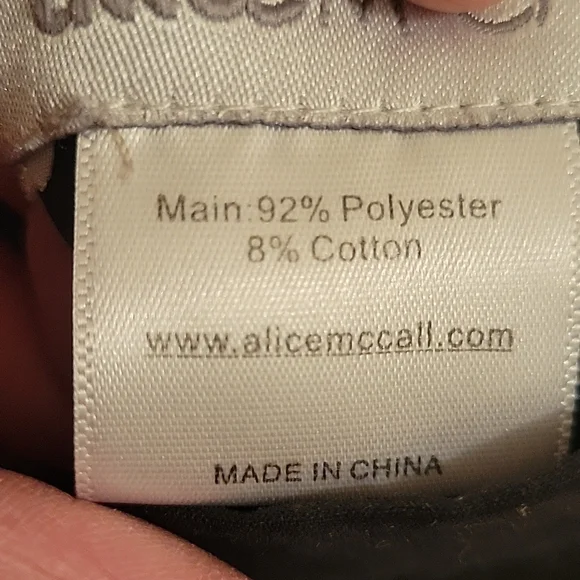 Main:92% Polyester
8% Cotton
www.alicemccall.com
MADE IN CHINA